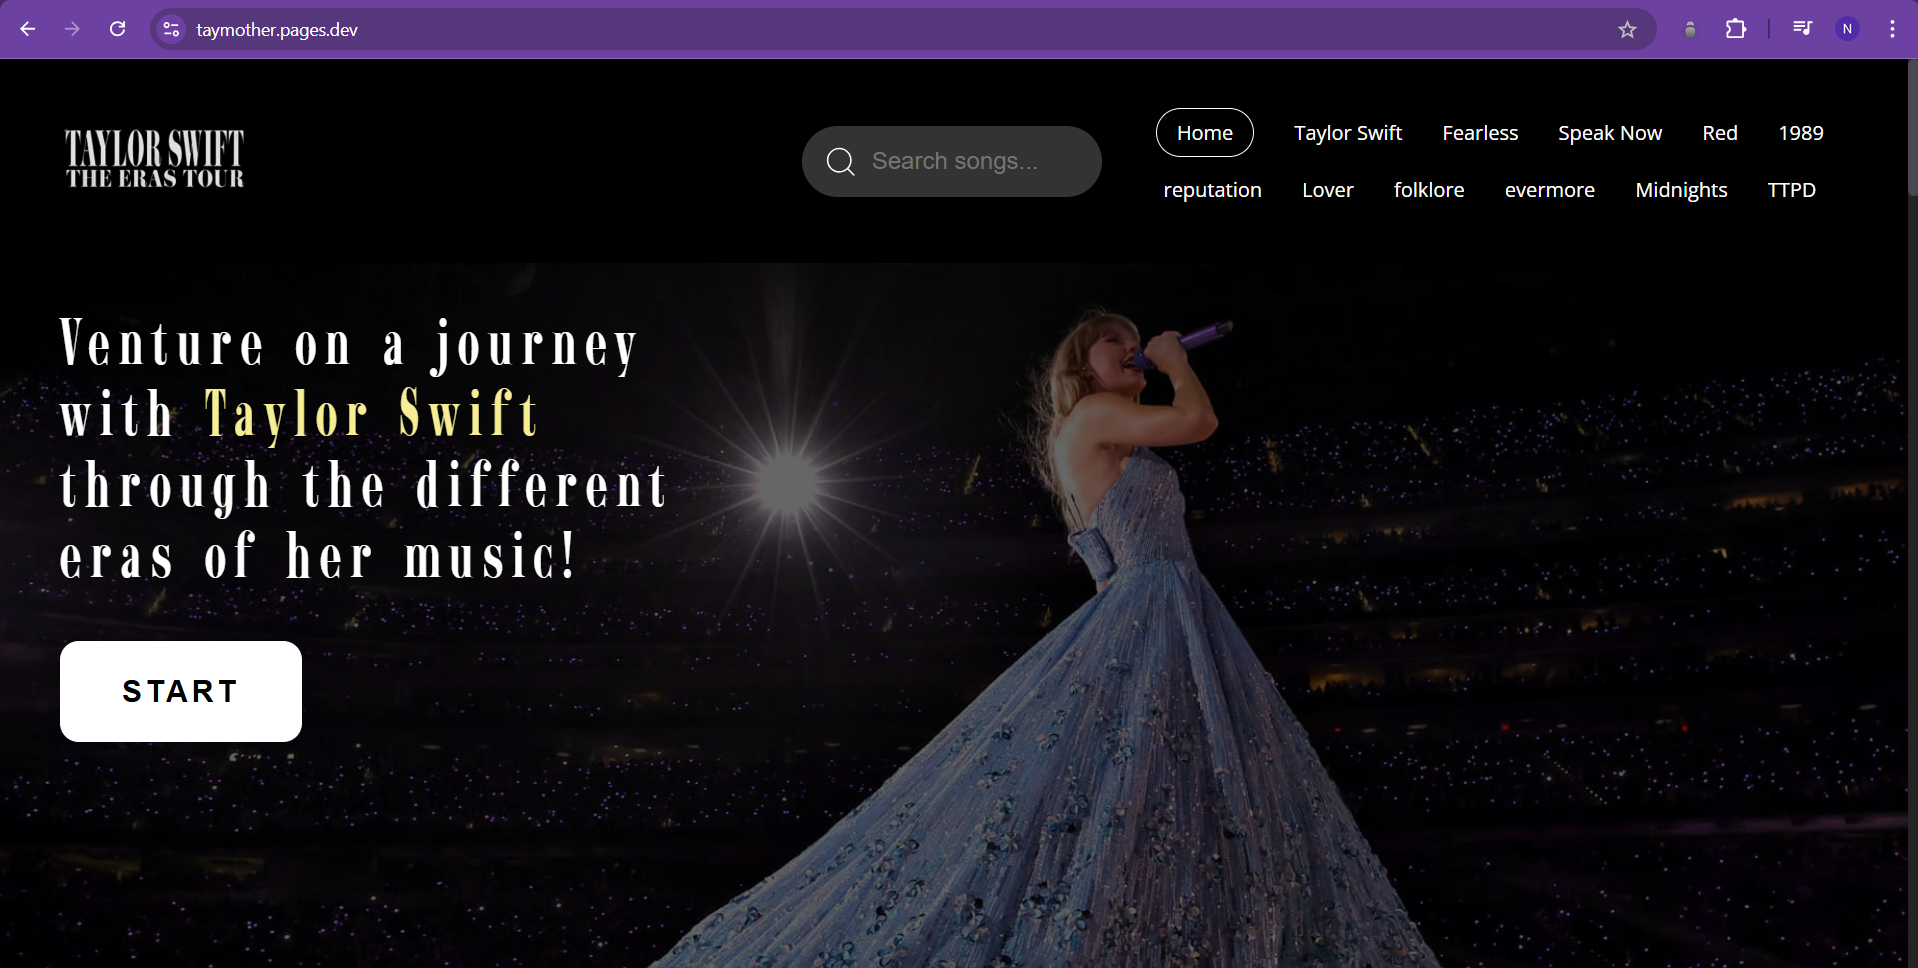 taymother.pages.dev
N
TAYLOR SWIFT
THE ERAS TOUR
Search songs...
Home Taylor Swift Fearless Speak Now Red 1989
reputation Lover folklore evermore Midnights TTPD
Venture on a journey
with Taylor Swift
through the different
eras of her music!
START